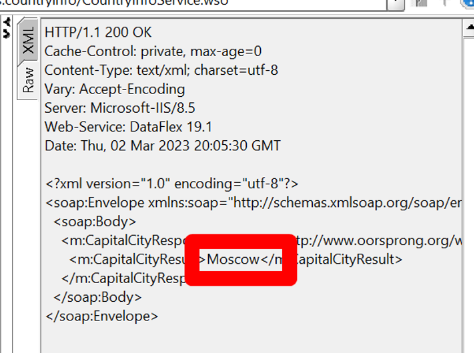 s.countryinfo/CountryInfoService.wso
XML
Raw
HTTP/1.1 200 OK
Cache-Control: private, max-age=0
Content-Type: text/xml; charset=utf-8
Vary: Accept-Encoding
Server: Microsoft-IIS/8.5
Web-Service: DataFlex 19.1
Date: Thu, 02 Mar 2023 20:05:30 GMT
<?xml version="1.0" encoding="utf-8"?>
<soap:Envelope xmlns:soap="http://schemas.xmlsoap.org/soap/en
<soap:Body>
<m:CapitalCityRespo ttp://www.oorsprong.org/w
<m:CapitalCityResu >Moscow</m CapitalCityResult>
</m:CapitalCityResp
</soap:Body>
</soap:Envelope>